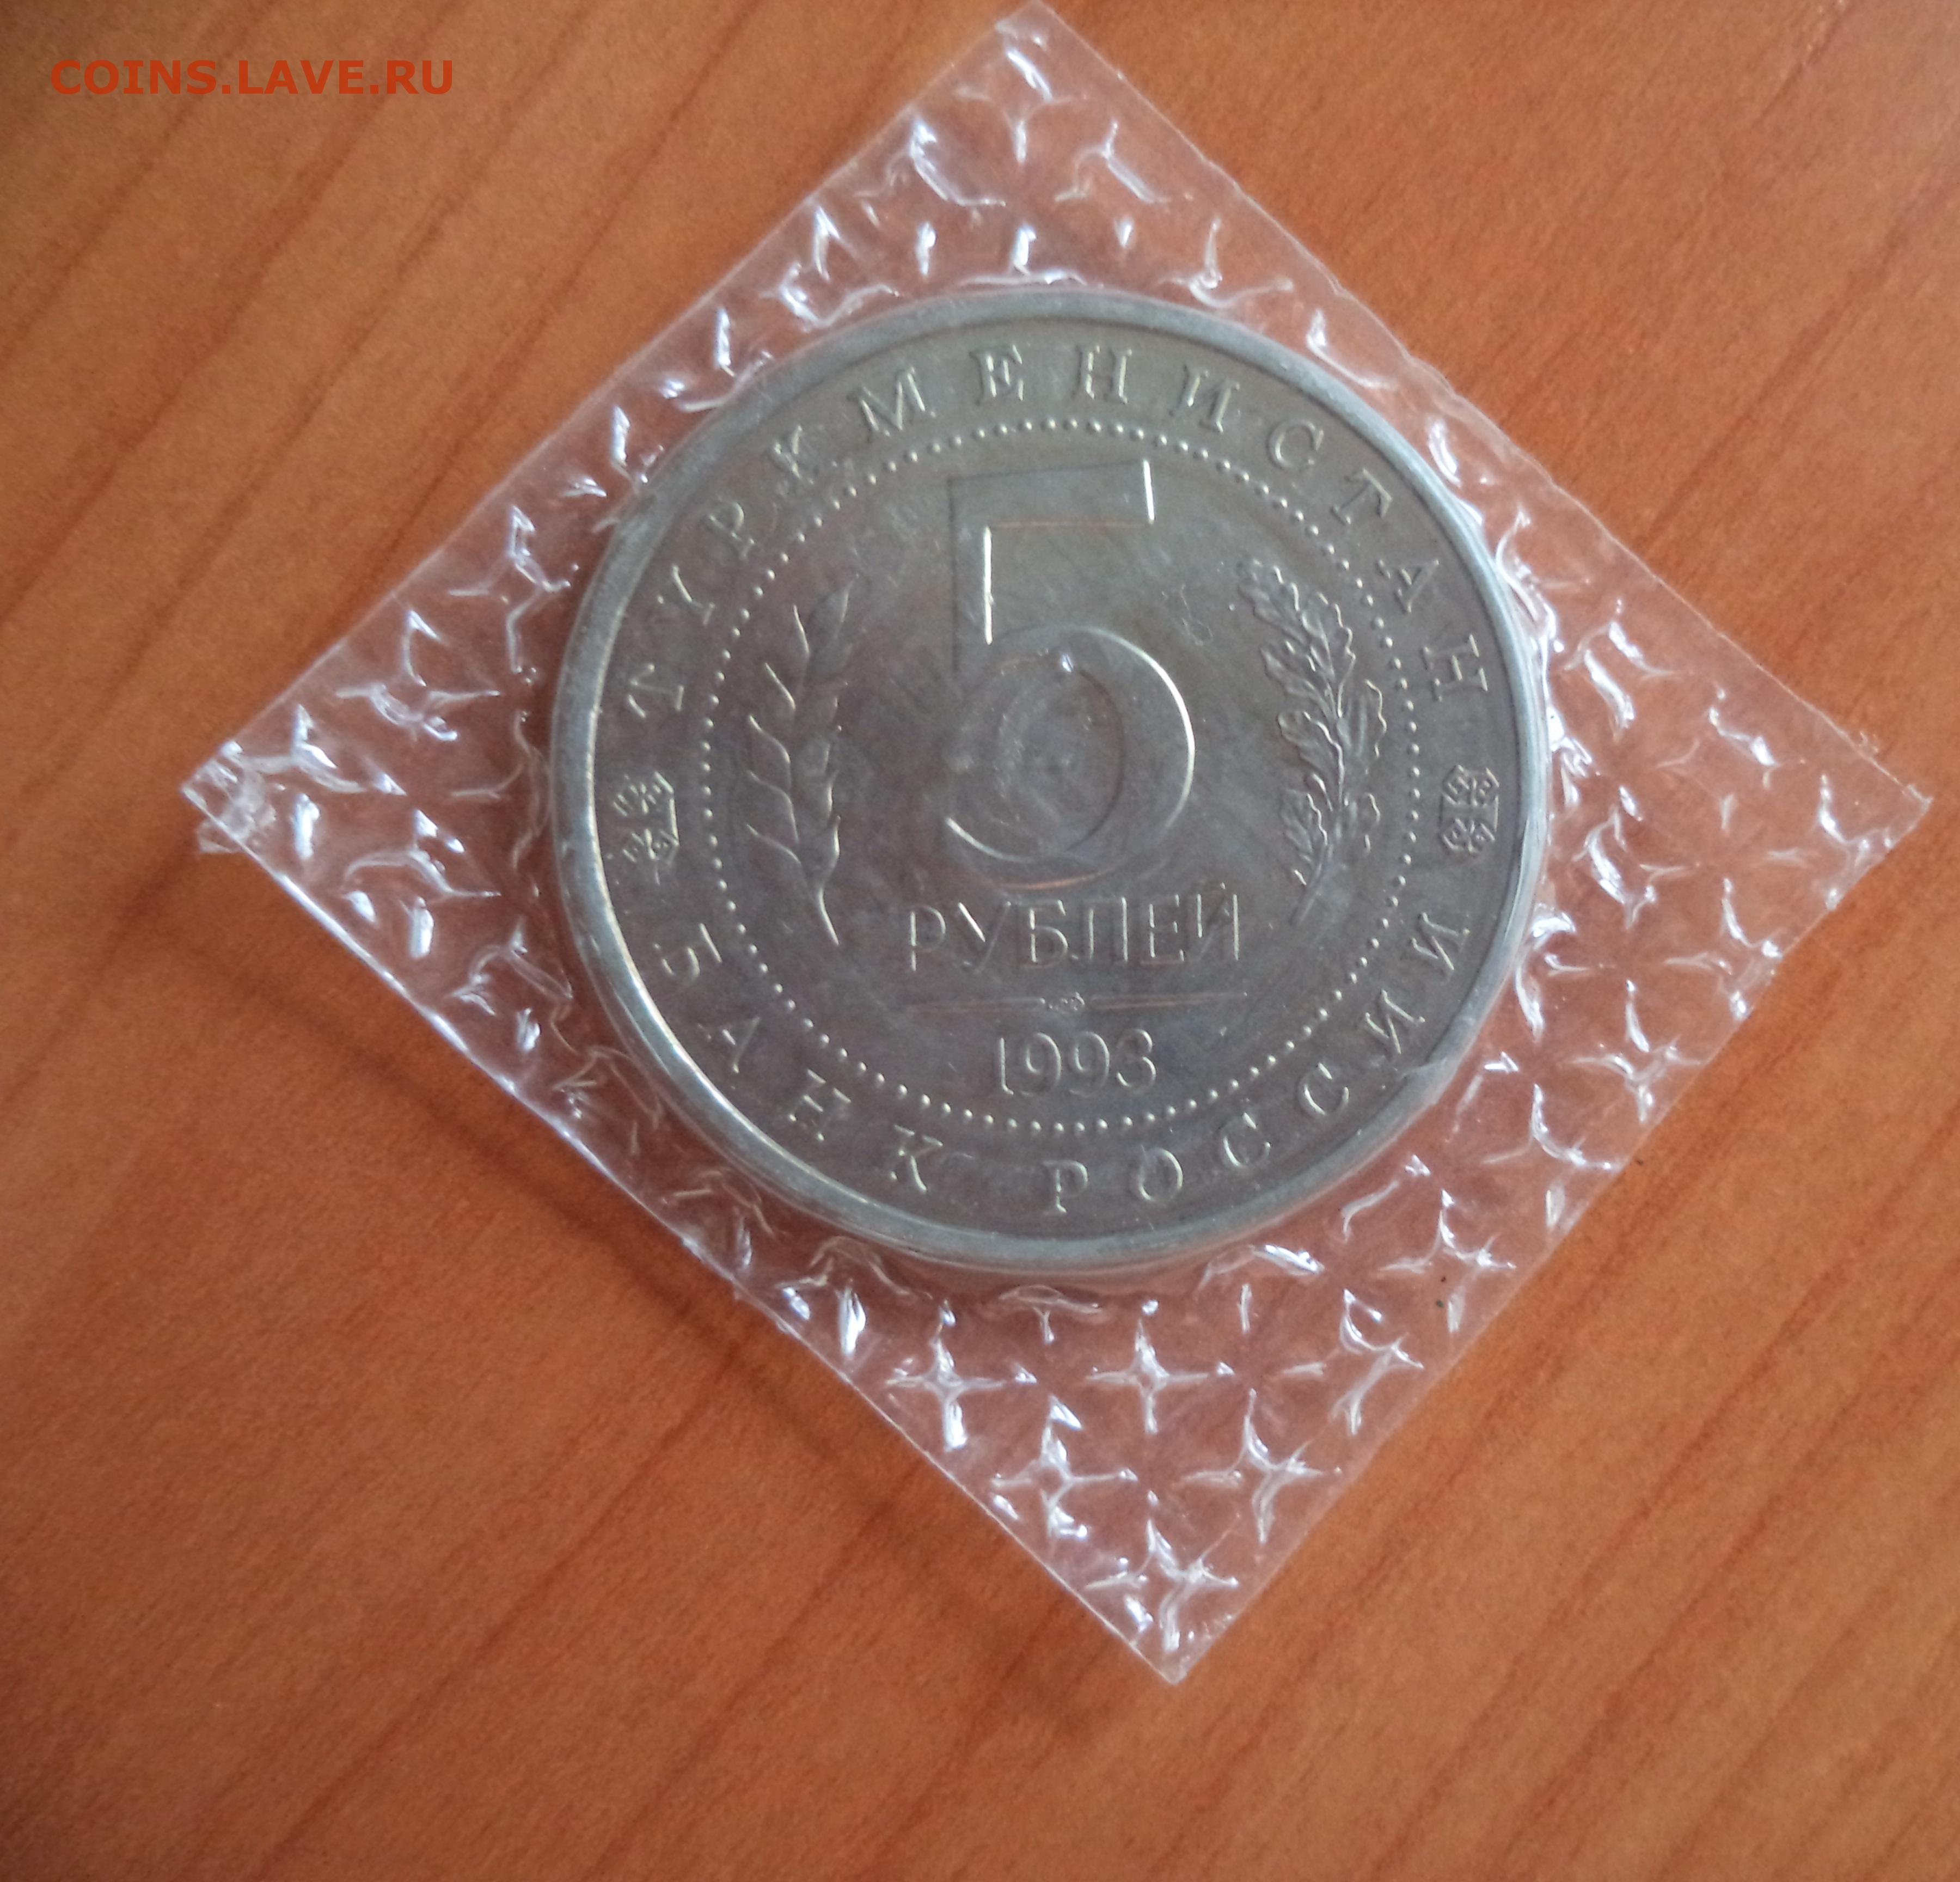 COINS.LAVE.RU
ТУРКМЕНИСТАН
5
РУБЛЕЙ
1993
БАНК РОССИИ